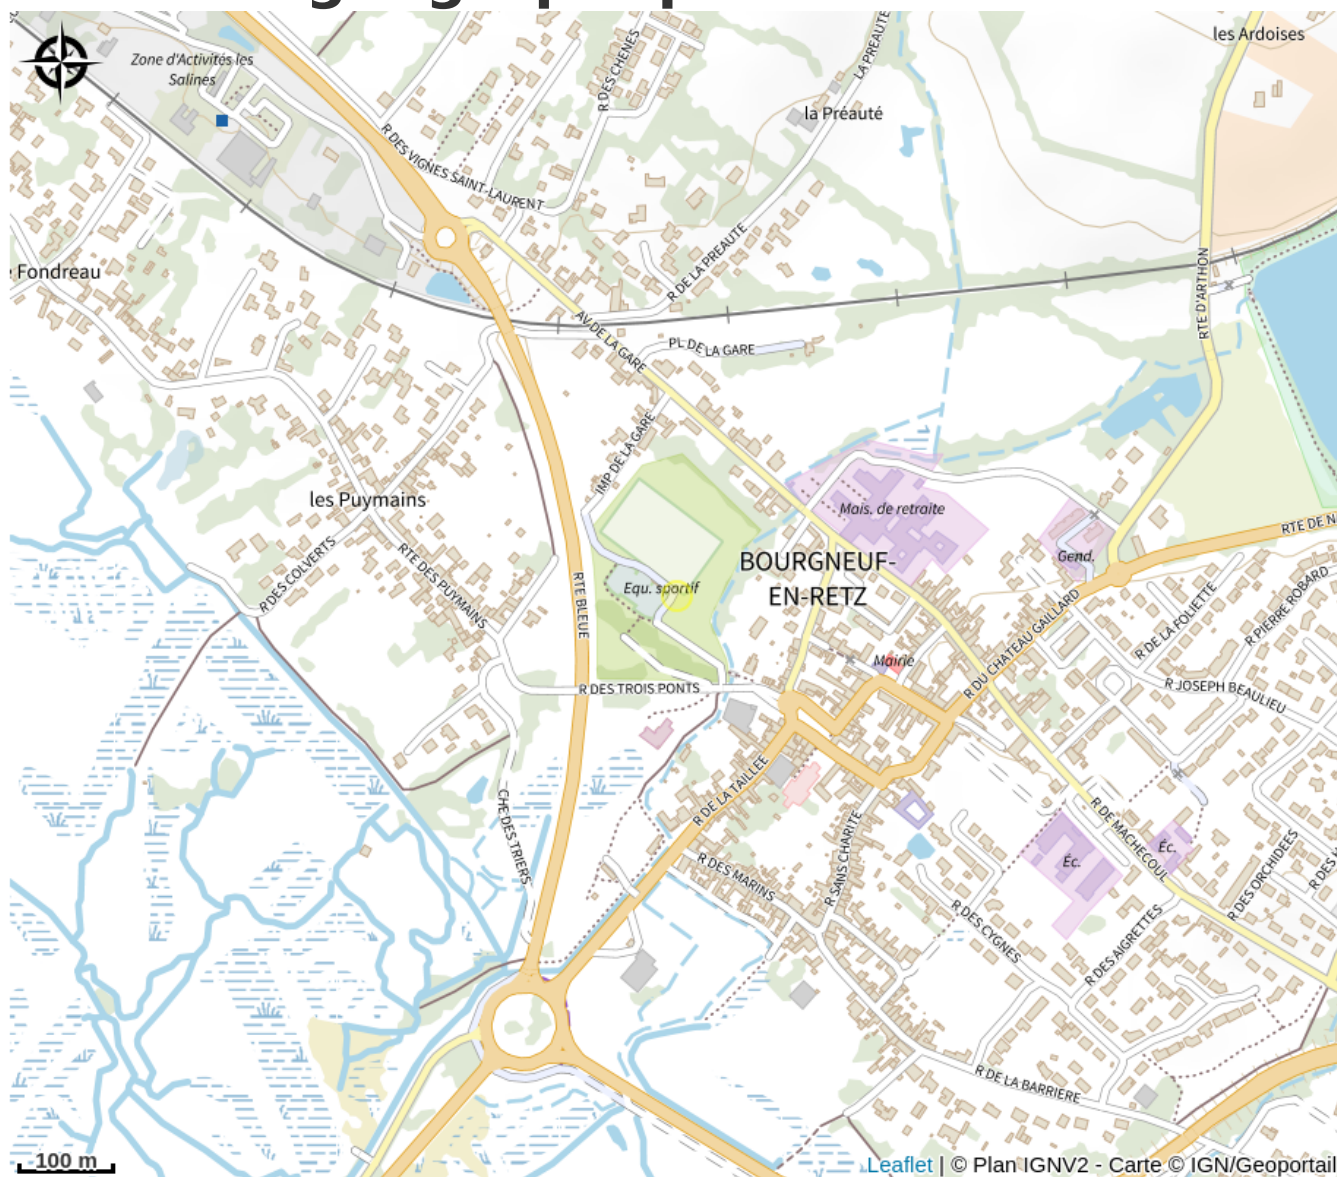 les Ardoises
Zone d'Activités les
Salines
R DES CHENES
LA PREAUTE
la Préauté
R DES VIGNES SAINT-LAURENT
R DE LA PREAUTE
Fondreau
RTE D'ARTHON
AV DE LA GARE
PL DE LA GARE
IMP DE LA GARE
les Puymains
Mais. de retraite
RTE DE N
R DES COLVERTS
RTE DES PUYMAINS
BOURGNEUF-
EN-RETZ
Gend.
Equ. sportif
RTE BLEUE
R DU CHATEAU GAILLARD
R DE LA FOLIETTE
R PIERRE ROBARD
Mairie
R DES TROIS PONTS
R JOSEPH BEAULIEU
CHE DES TRIERS
R DE LA TAILLEE
R DES MARINS
R SANS CHARITE
R DE MACHECOUL
Éc.
Éc.
R DES ORCHIDEES
R DES
R DES CYGNES
R DES AIGRETTES
R DE LA BARRIERE
100 m
Leaflet | © Plan IGNV2 - Carte © IGN/Geoportail